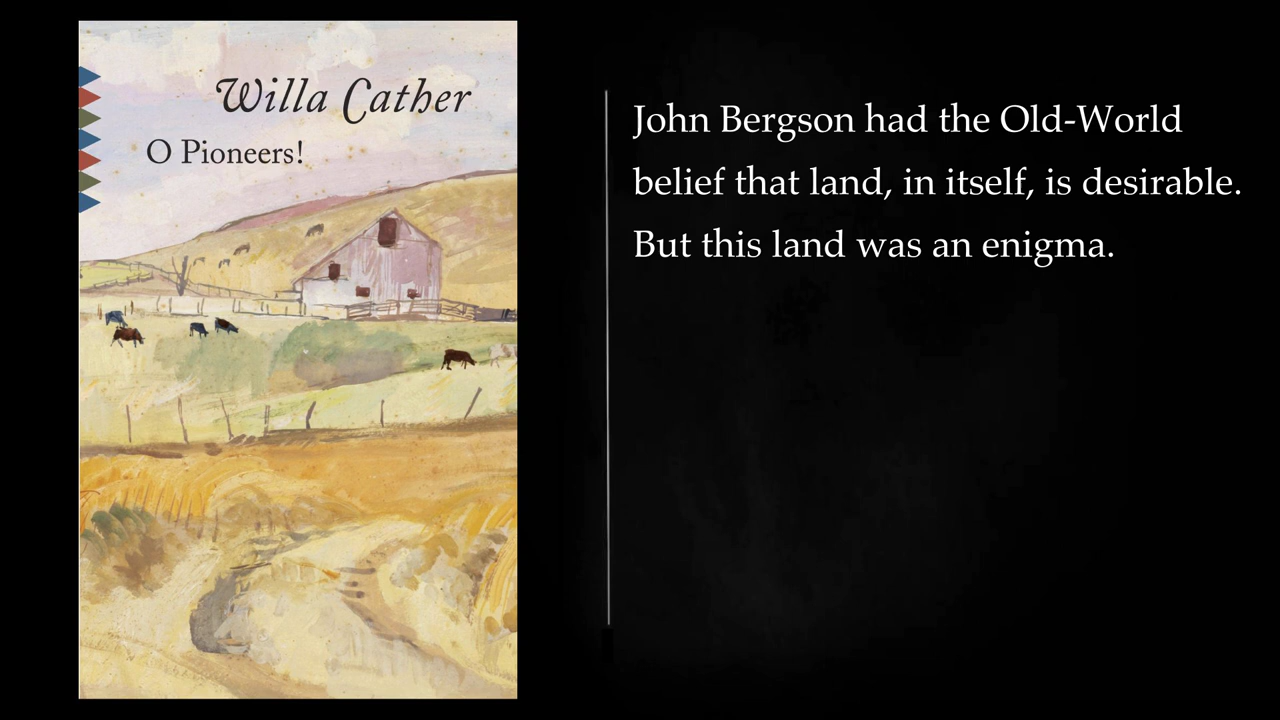 Willa Cather
O Pioneers!
John Bergson had the Old-World
belief that land, in itself, is desirable.
But this land was an enigma.